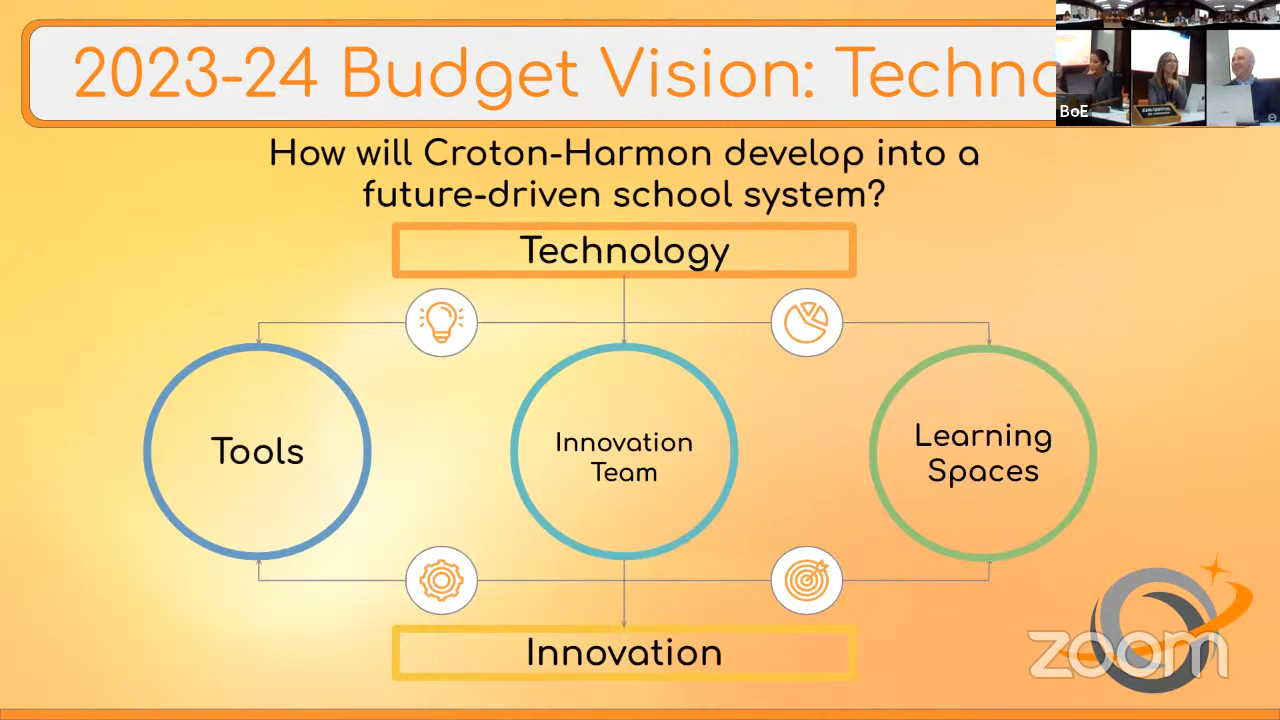 2023-24 Budget Vision: Techno
BoE
How will Croton-Harmon develop into a
future-driven school system?
Technology
Tools
Innovation
Team
Learning
Spaces
Innovation
zoom